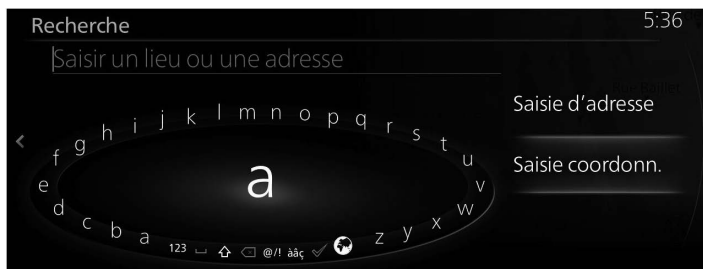 Recherche
5:36
Saisir un lieu ou une adresse
Saisie d'adresse
Saisie coordonn.
a b c d e f g h i j k l m n o p q r s t u v w x y z
a
123 @/! àâç